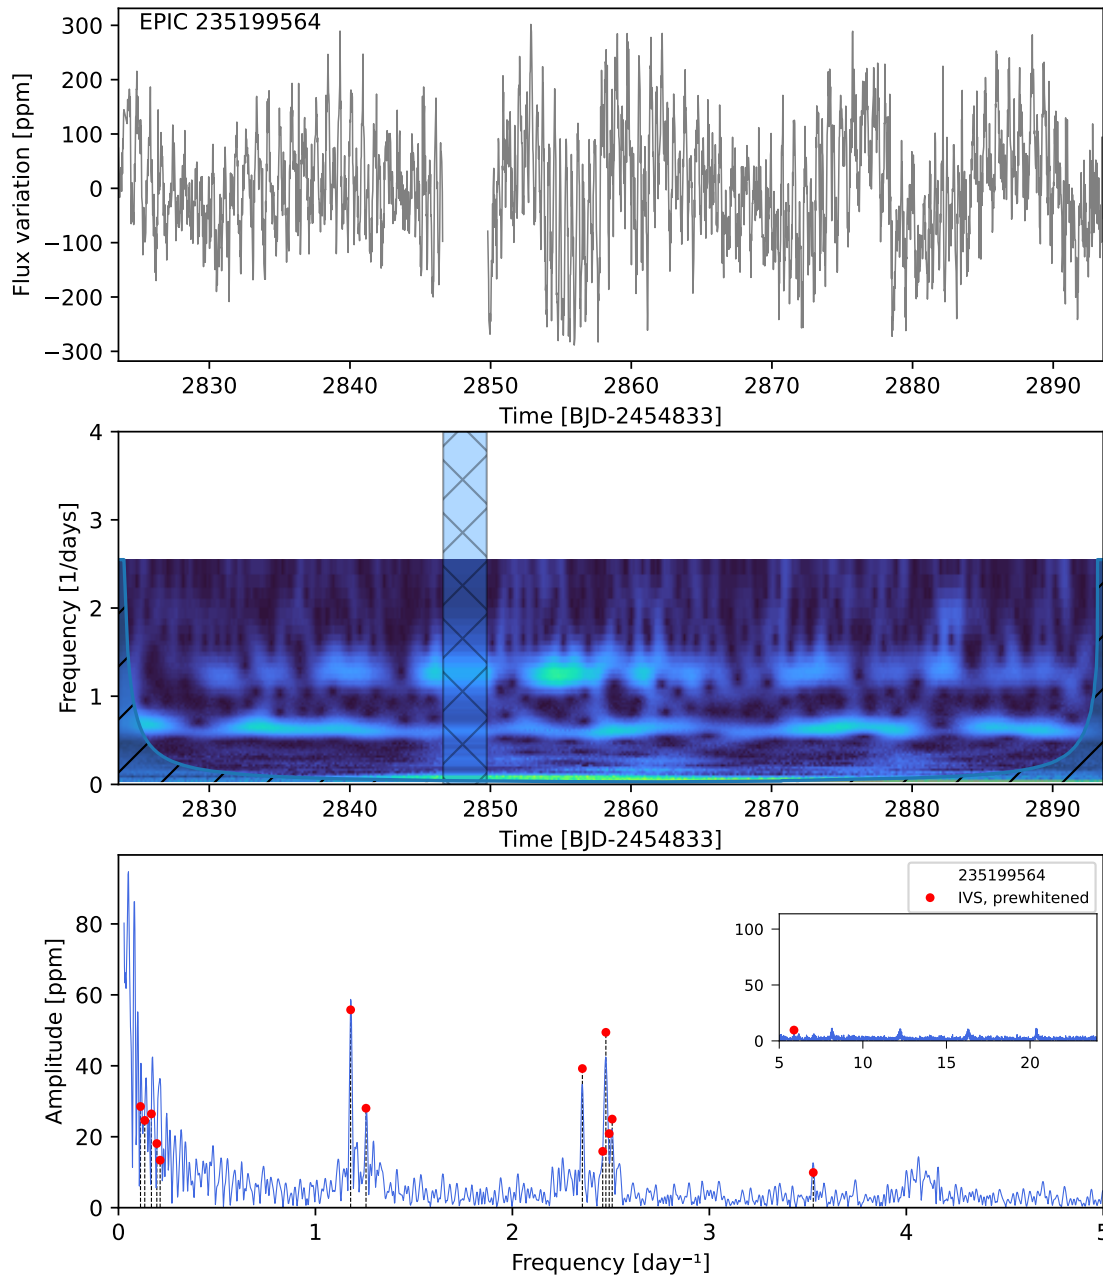 EPIC 235199564
300
200
100
0
−100
−200
−300
Flux variation [ppm]
2830 2840 2850 2860 2870 2880 2890
Time [BJD-2454833]
4
3
2
1
0
Frequency [1/days]
2830 2840 2850 2860 2870 2880 2890
Time [BJD-2454833]
235199564
IVS, prewhitened
100
50
0
5 10 15 20
80
60
40
20
0
Amplitude [ppm]
0 1 2 3 4 5
Frequency [day⁻¹]